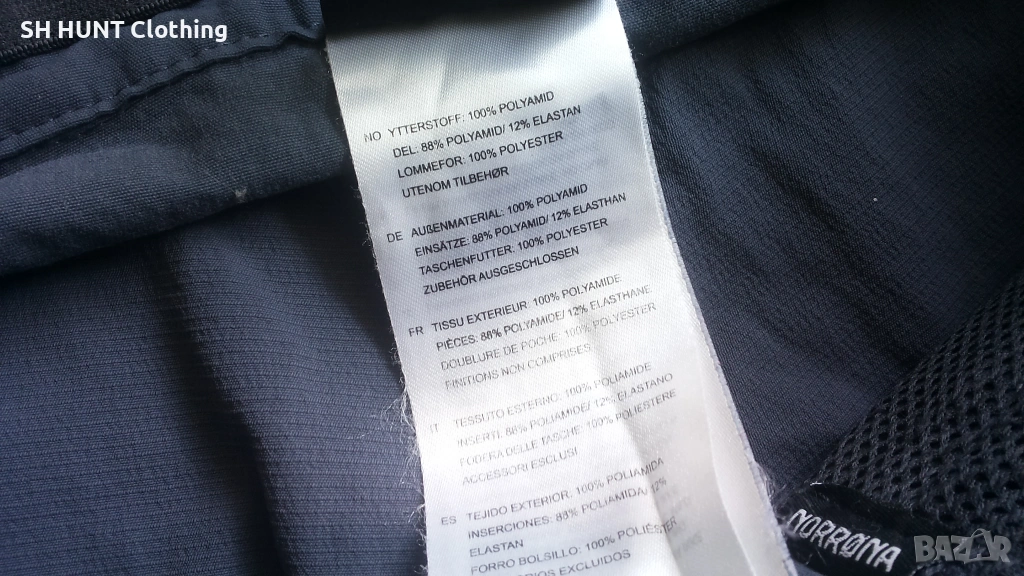 SH HUNT Clothing
NO YTTERSTOFF: 100% POLYAMID
DEL: 88% POLYAMID/ 12% ELASTAN
LOMMEFOR: 100% POLYESTER
UTENOM TILBEHØR
DE AUßENMATERIAL: 100% POLYAMID
EINSÄTZE: 88% POLYAMID/ 12% ELASTHAN
TASCHENFUTTER: 100% POLYESTER
ZUBEHÖR AUSGESCHLOSSEN
FR TISSU EXTERIEUR: 100% POLYAMIDE
PIÈCES: 88% POLYAMIDE/ 12% ELASTHANE
DOUBLURE DE POCHE: 100% POLYESTER
FINITIONS NON COMPRISES
IT TESSUTO ESTERNO: 100% POLIAMIDE
INSERTI: 88% POLIAMIDE/ 12% ELASTANO
FODERA DELLE TASCHE: 100% POLIESTERE
ACCESSORI ESCLUSI
ES TEJIDO EXTERIOR: 100% POLIAMIDA
INSERCIONES: 88% POLIAMIDA/ 12%
ELASTAN
FORRO BOLSILLO: 100% POLIÉSTER
EXCLUIDOS
NORRØNA
BAZAR